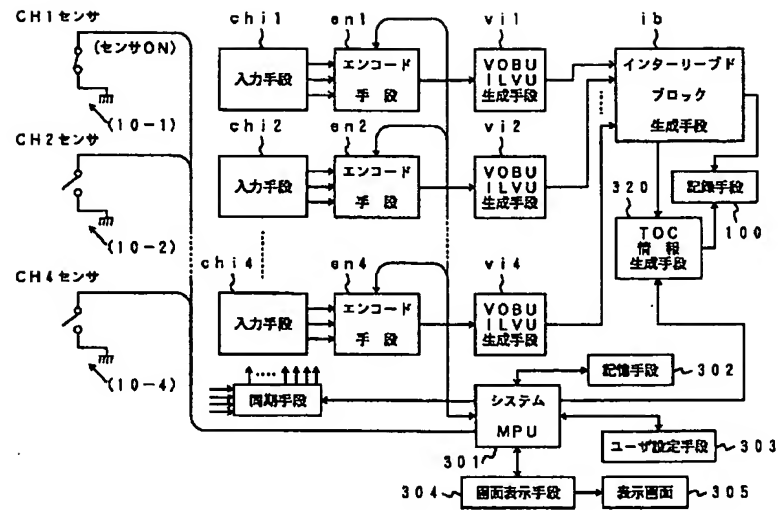 CH1センサ
(センサON)
(10-1)
CH2センサ
(10-2)
CH4センサ
(10-4)
chi1
入力手段
en1
エンコード
手段
vi1
VOBU
ILVU
生成手段
ib
インターリーブド
ブロック
生成手段
chi2
入力手段
en2
エンコード
手段
vi2
VOBU
ILVU
生成手段
320
TOC
情報
生成手段
記録手段
100
chi4
入力手段
en4
エンコード
手段
vi4
VOBU
ILVU
生成手段
同期手段
システム
MPU
301
記憶手段
302
ユーザ設定手段
303
304
画面表示手段
表示画面
305